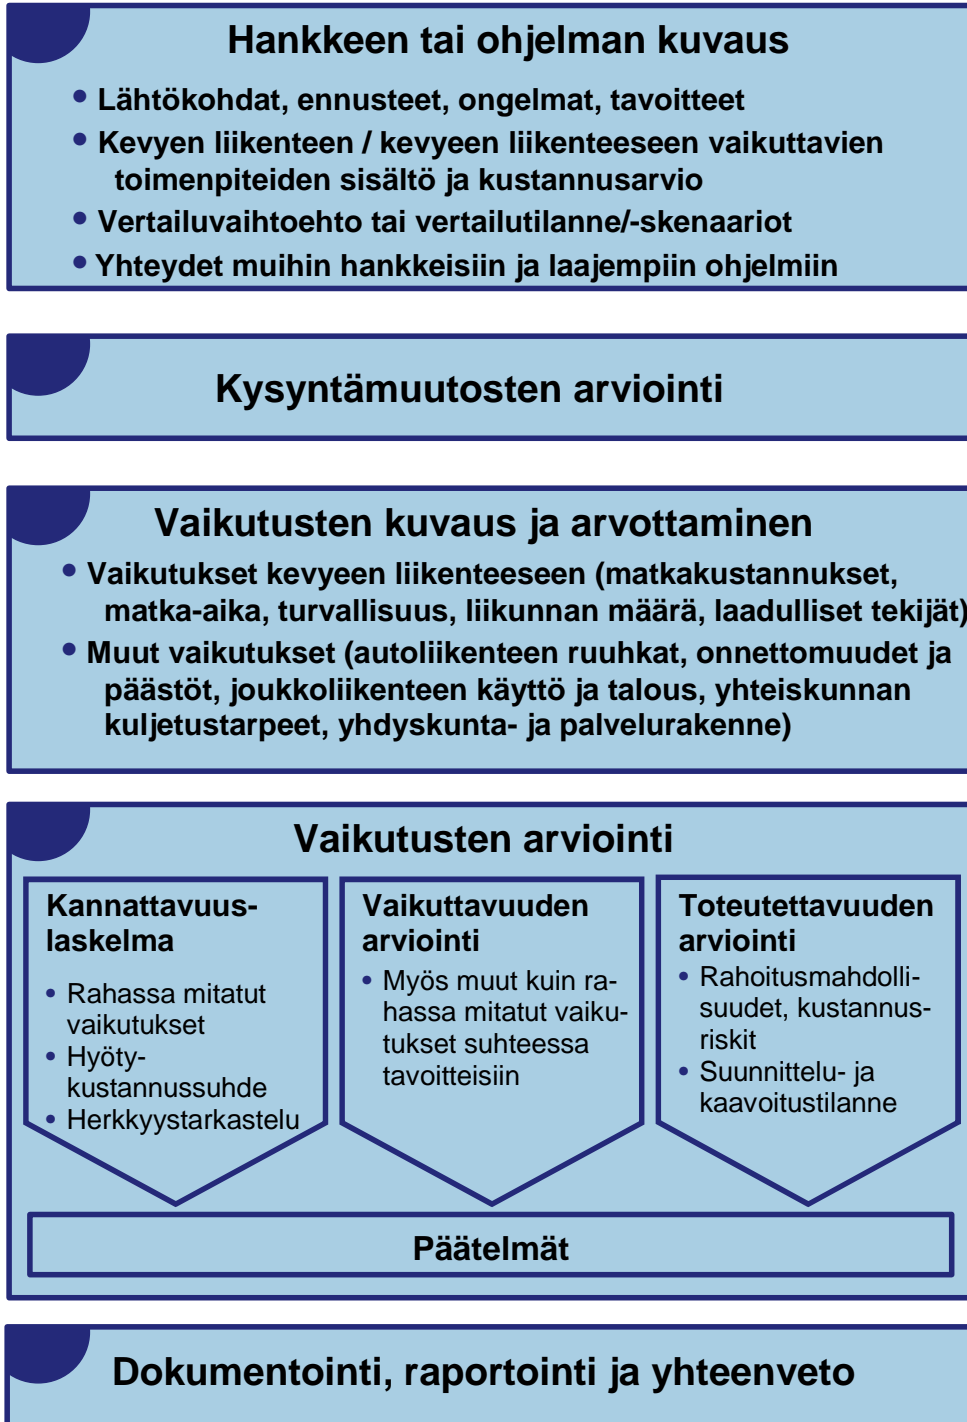 Hankkeen tai ohjelman kuvaus
• Lähtökohdat, ennusteet, ongelmat, tavoitteet
• Kevyen liikenteen / kevyeen liikenteeseen vaikuttavien
toimenpiteiden sisältö ja kustannusarvio
• Vertailuvaihtoehto tai vertailutilanne/-skenaariot
• Yhteydet muihin hankkeisiin ja laajempiin ohjelmiin
Kysyntämuutosten arviointi
Vaikutusten kuvaus ja arvottaminen
• Vaikutukset kevyeen liikenteeseen (matkakustannukset,
matka-aika, turvallisuus, liikunnan määrä, laadulliset tekijät)
• Muut vaikutukset (autoliikenteen ruuhkat, onnettomuudet ja
päästöt, joukkoliikenteen käyttö ja talous, yhteiskunnan
kuljetustarpeet, yhdyskunta- ja palvelurakenne)
Vaikutusten arviointi
Kannattavuus-
laskelma
• Rahassa mitatut
vaikutukset
• Hyöty-
kustannussuhde
• Herkkyystarkastelu
Vaikuttavuuden
arviointi
• Myös muut kuin ra-
hassa mitatut vaiku-
tukset suhteessa
tavoitteisiin
Toteutettavuuden
arviointi
• Rahoitusmahdolli-
suudet, kustannus-
riskit
• Suunnittelu- ja
kaavoitustilanne
Päätelmät
Dokumentointi, raportointi ja yhteenveto